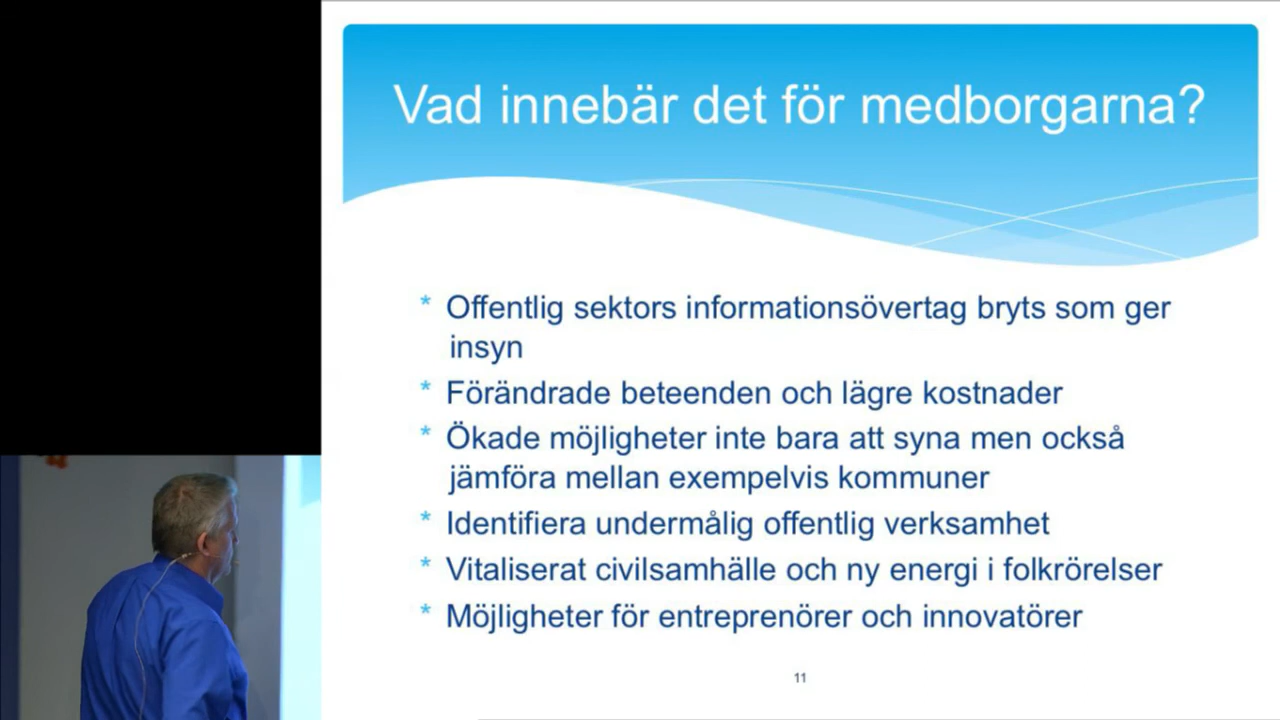 Vad innebär det för medborgarna?
* Offentlig sektors informationsövertag bryts som ger
insyn
* Förändrade beteenden och lägre kostnader
* Ökade möjligheter inte bara att syna men också
jämföra mellan exempelvis kommuner
* Identifiera undermålig offentlig verksamhet
* Vitaliserat civilsamhälle och ny energi i folkrörelser
* Möjligheter för entreprenörer och innovatörer
11